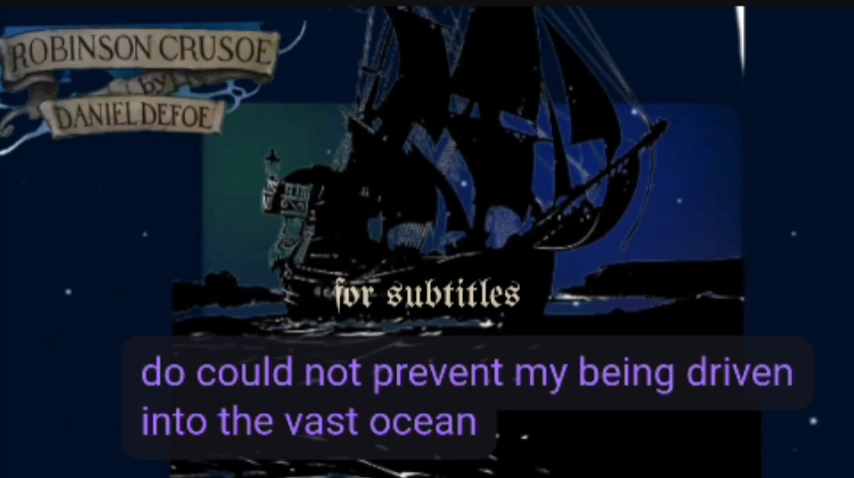 ROBINSON CRUSOE
by
DANIEL DEFOE
for subtitles
do could not prevent my being driven
into the vast ocean